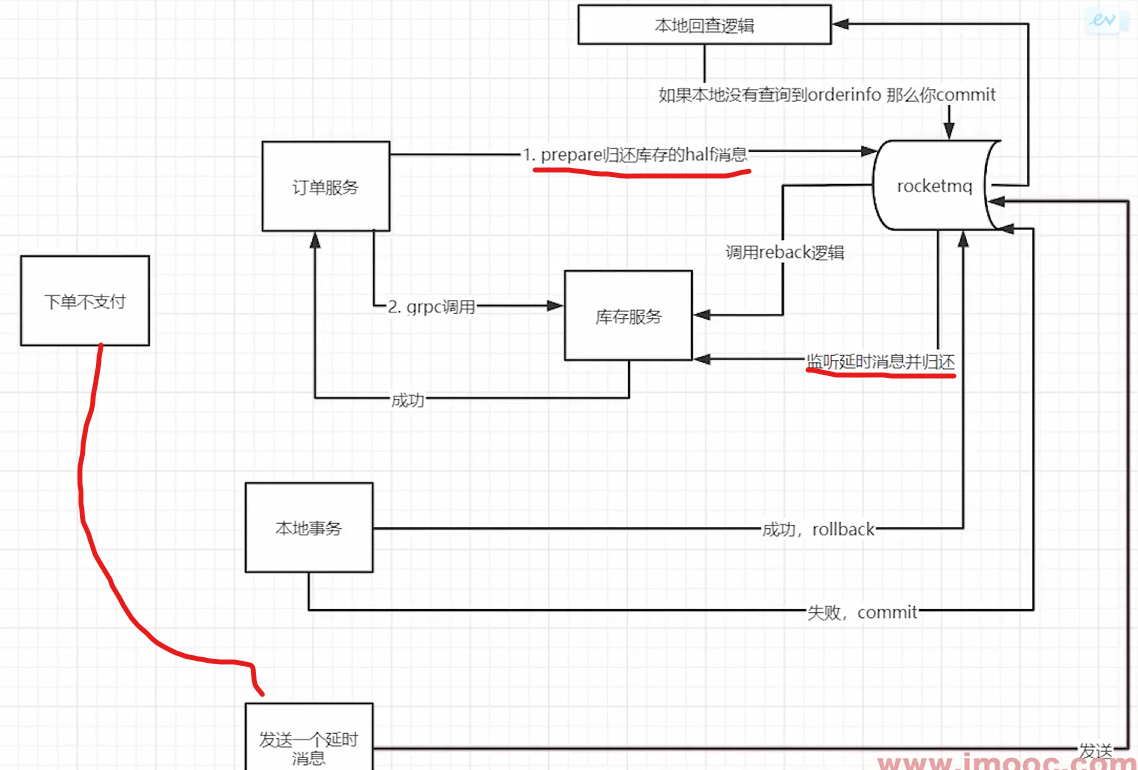 ev
本地回查逻辑
如果本地没有查询到orderinfo 那么你commit
1. prepare归还库存的half消息
订单服务
rocketmq
调用reback逻辑
下单不支付
2. grpc调用
库存服务
监听延时消息并归还
成功
本地事务
成功，rollback
失败，commit
发送一个延时
消息
发送
www.imooc.com